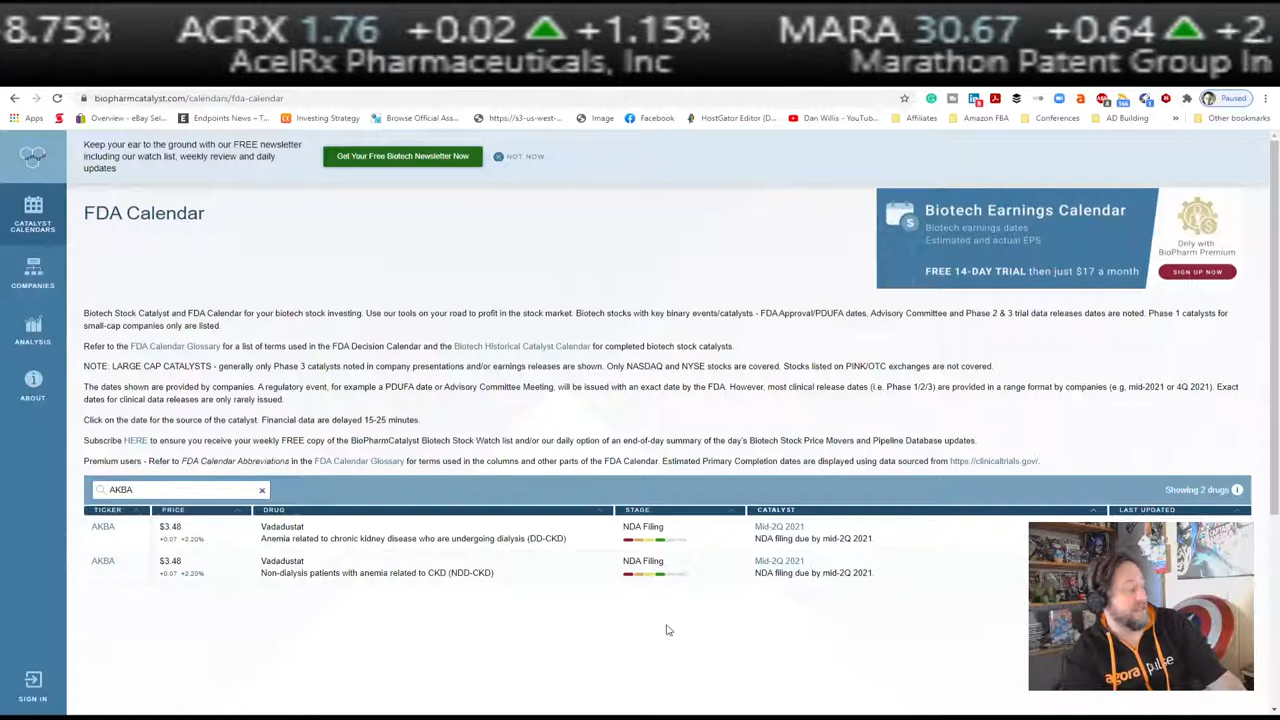 8.75%
ACRX 1.76 +0.02 +1.15%
AcelRx Pharmaceuticals, Inc
MARA 30.67 +0.64 +2.
Marathon Patent Group In
biopharmcatalyst.com/calendars/fda-calendar
Paused
Apps
Overview - eBay Sel...
Endpoints News – T...
Investing Strategy
Browse Official Ass...
https://s3-us-west-...
Image
Facebook
HostGator Editor (D...
Dan Willis - YouTub...
Affiliates
Amazon FBA
Conferences
AD Building
»
Other bookmarks
Keep your ear to the ground with our FREE newsletter
including our watch list, weekly review and daily
updates
Get Your Free Biotech Newsletter Now
NOT NOW
CATALYST
CALENDARS
COMPANIES
ANALYSIS
ABOUT
SIGN IN
FDA Calendar
Biotech Earnings Calendar
Biotech earnings dates
Estimated and actual EPS
FREE 14-DAY TRIAL then just $17 a month
Only with
BioPharm Premium
SIGN UP NOW
Biotech Stock Catalyst and FDA Calendar for your biotech stock investing. Use our tools on your road to profit in the stock market. Biotech stocks with key binary events/catalysts - FDA Approval/PDUFA dates, Advisory Committee and Phase 2 & 3 trial data releases dates are noted. Phase 1 catalysts for
small-cap companies only are listed.
Refer to the FDA Calendar Glossary for a list of terms used in the FDA Decision Calendar and the Biotech Historical Catalyst Calendar for completed biotech stock catalysts.
NOTE: LARGE CAP CATALYSTS - generally only Phase 3 catalysts noted in company presentations and/or earnings releases are shown. Only NASDAQ and NYSE stocks are covered. Stocks listed on PINK/OTC exchanges are not covered.
The dates shown are provided by companies. A regulatory event, for example a PDUFA date or Advisory Committee Meeting, will be issued with an exact date by the FDA. However, most clinical release dates (i.e. Phase 1/2/3) are provided in a range format by companies (e.g. mid-2021 or 4Q 2021). Exact
dates for clinical data releases are only rarely issued.
Click on the date for the source of the catalyst. Financial data are delayed 15-25 minutes.
Subscribe HERE to ensure you receive your weekly FREE copy of the BioPharmCatalyst Biotech Stock Watch list and/or our daily option of an end-of-day summary of the day's Biotech Stock Price Movers and Pipeline Database updates.
Premium users - Refer to FDA Calendar Abbreviations in the FDA Calendar Glossary for terms used in the columns and other parts of the FDA Calendar. Estimated Primary Completion dates are displayed using data sourced from https://clinicaltrials.gov/.
AKBA
Showing 2 drugs
TICKER PRICE DRUG STAGE CATALYST LAST UPDATED
AKBA $3.48 Vadadustat NDA Filing Mid-2Q 2021
+0.07 +2.20% Anemia related to chronic kidney disease who are undergoing dialysis (DD-CKD) NDA filing due by mid-2Q 2021.
AKBA $3.48 Vadadustat NDA Filing Mid-2Q 2021
+0.07 +2.20% Non-dialysis patients with anemia related to CKD (NDD-CKD) NDA filing due by mid-2Q 2021.
agorapulse